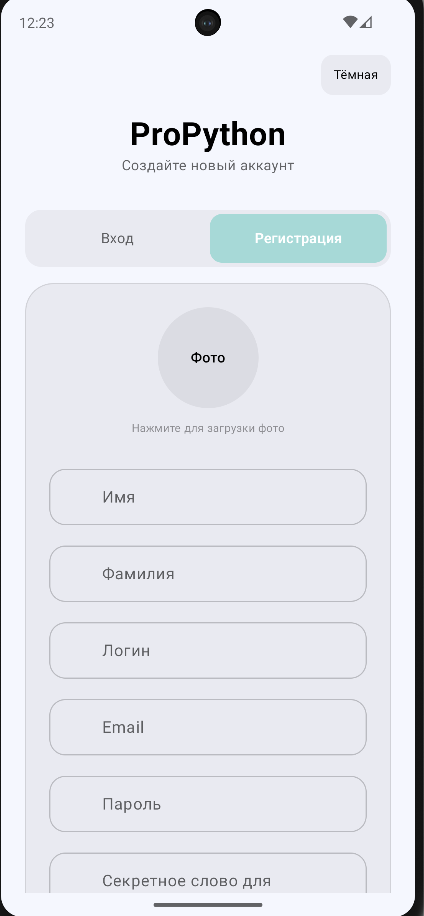 12:23
Тёмная
ProPython
Создайте новый аккаунт
Вход
Регистрация
Фото
Нажмите для загрузки фото
Имя
Фамилия
Логин
Email
Пароль
Секретное слово для